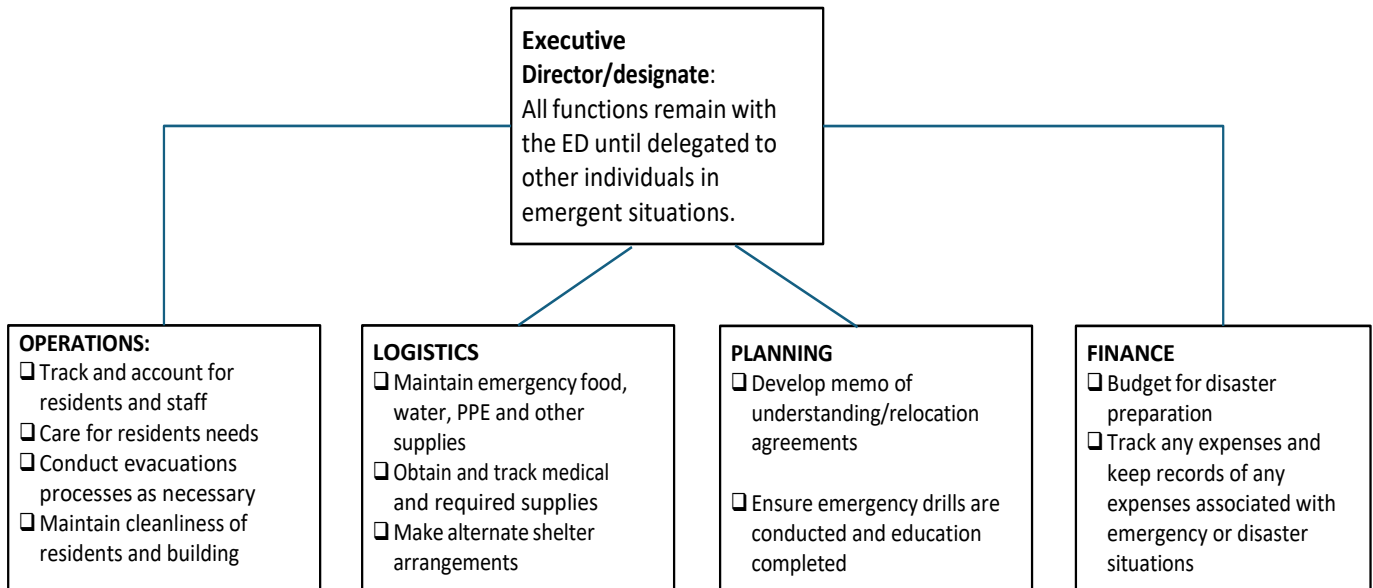 Executive
Director/designate:
All functions remain with
the ED until delegated to
other individuals in
emergent situations.
OPERATIONS:
❑ Track and account for
residents and staff
❑ Care for residents needs
❑ Conduct evacuations
processes as necessary
❑ Maintain cleanliness of
residents and building
LOGISTICS
❑ Maintain emergency food,
water, PPE and other
supplies
❑ Obtain and track medical
and required supplies
❑ Make alternate shelter
arrangements
PLANNING
❑ Develop memo of
understanding/relocation
agreements
❑ Ensure emergency drills are
conducted and education
completed
FINANCE
❑ Budget for disaster
preparation
❑ Track any expenses and
keep records of any
expenses associated with
emergency or disaster
situations